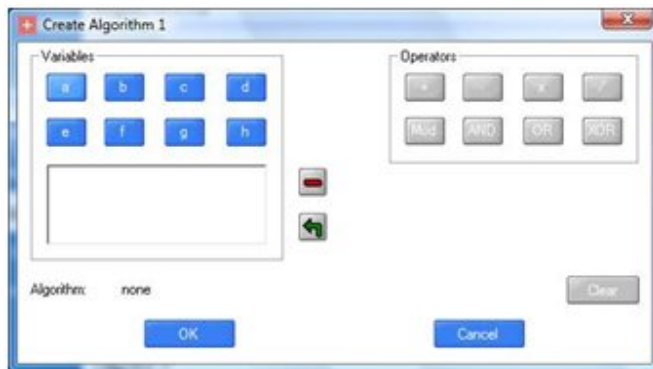 Create Algorithm 1
Variables
a b c d
e f g h
Operators
+ x /
Mod AND OR XOR
Algorithm: none
Clear
OK Cancel